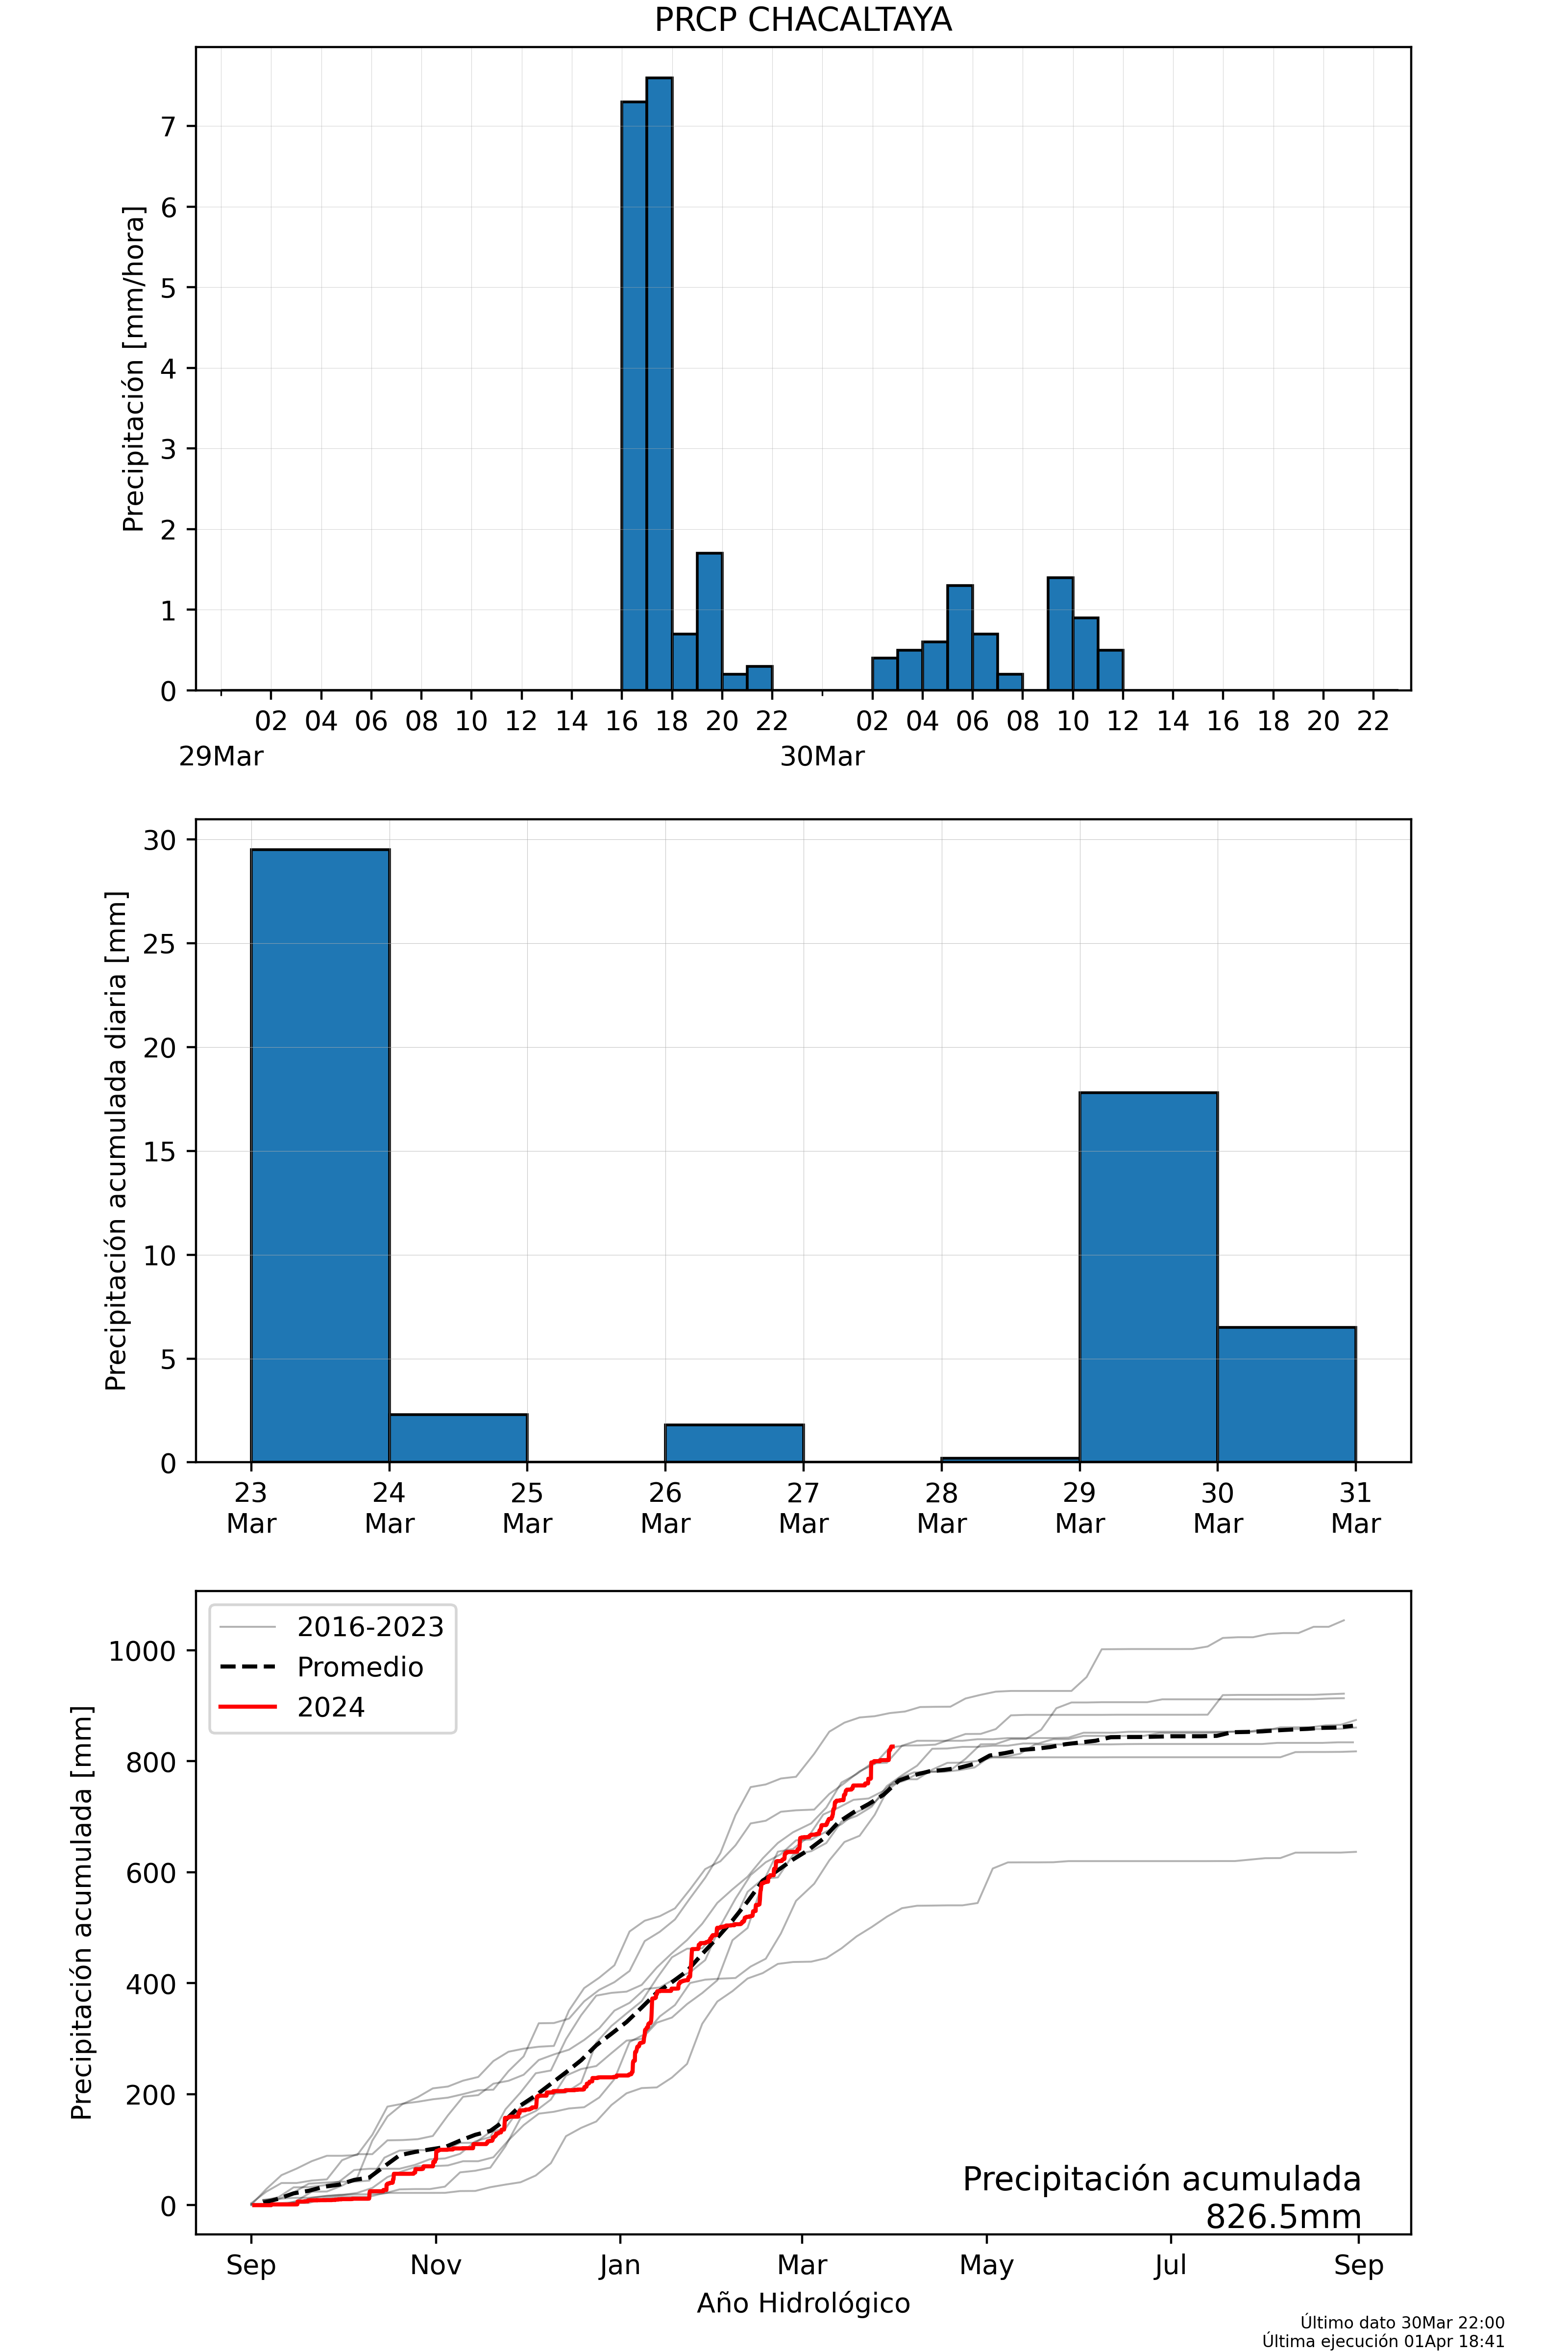 PRCP CHACALTAYA
Precipitación [mm/hora]
7
6
5
4
3
2
1
0
02 04 06 08 10 12 14 16 18 20 22 02 04 06 08 10 12 14 16 18 20 22
29Mar 30Mar
Precipitación acumulada diaria [mm]
30
25
20
15
10
5
0
23 24 25 26 27 28 29 30 31
Mar Mar Mar Mar Mar Mar Mar Mar Mar
Precipitación acumulada [mm]
1000
800
600
400
200
0
2016-2023
Promedio
2024
Precipitación acumulada
826.5mm
Sep Nov Jan Mar May Jul Sep
Año Hidrológico
Último dato 30Mar 22:00
Última ejecución 01Apr 18:41